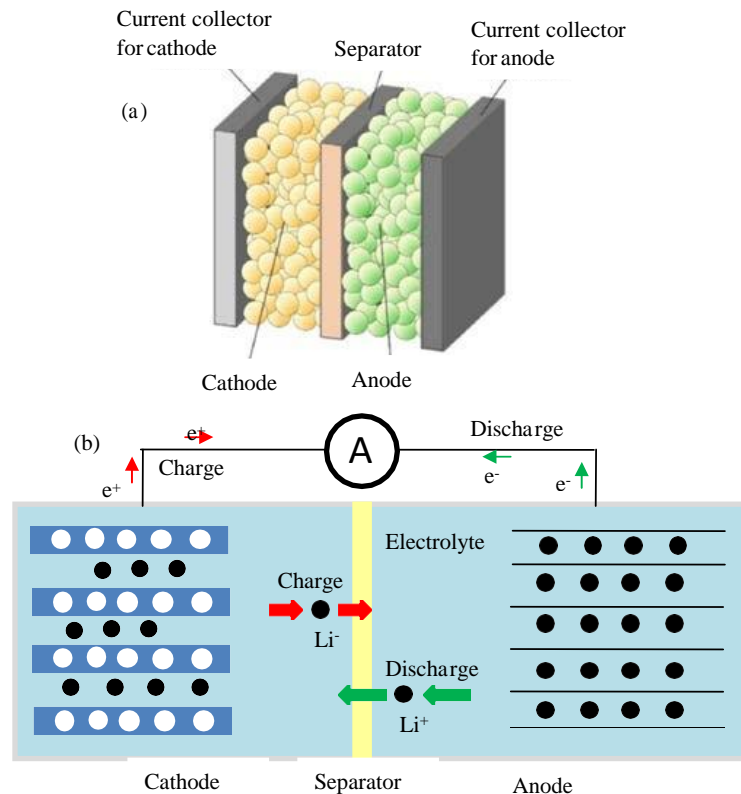 Current collector
for cathode
Separator
Current collector
for anode
(a)
Cathode
Anode
(b)
e⁺
A
Discharge
Charge
e⁻
e⁺
e⁻
Electrolyte
Charge
Li⁻
Discharge
Li⁺
Cathode
Separator
Anode